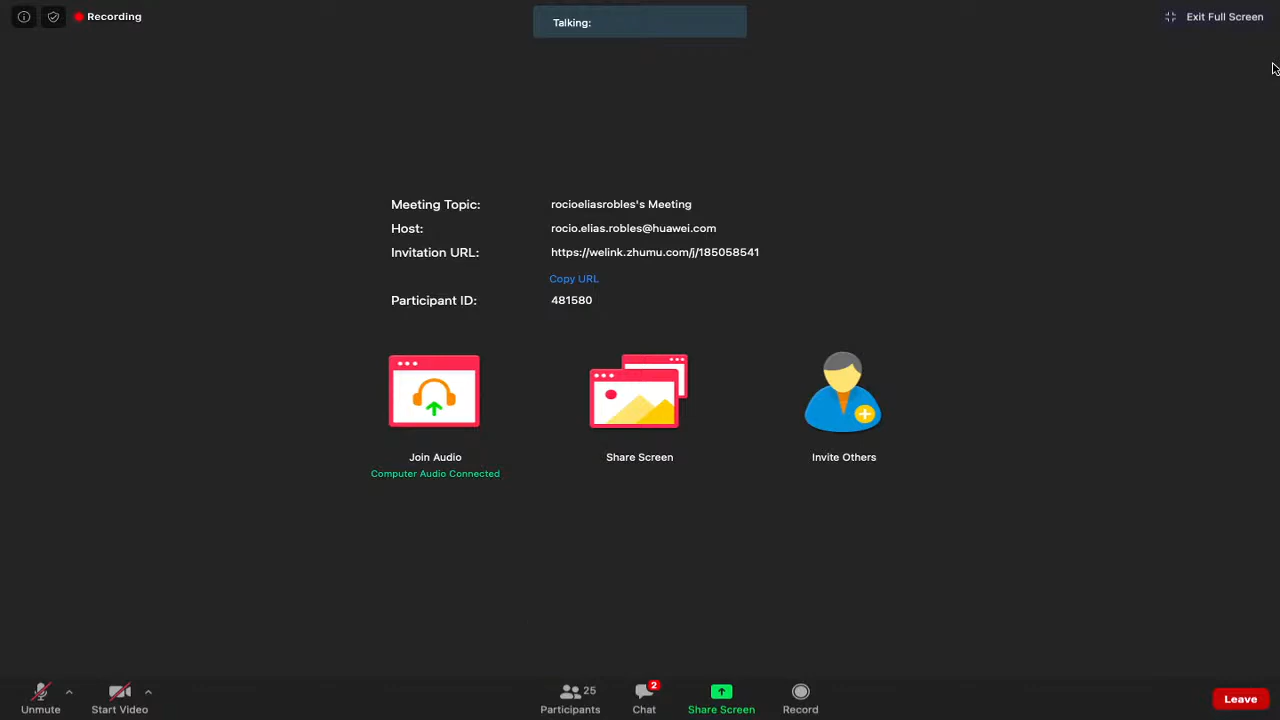 Recording
Talking:
Exit Full Screen
Meeting Topic: rocioeliasrobles's Meeting
Host: rocio.elias.robles@huawei.com
Invitation URL: https://welink.zhumu.com/j/185058541
Copy URL
Participant ID: 481580
Join Audio
Computer Audio Connected
Share Screen
Invite Others
Unmute
Start Video
25
Participants
2
Chat
Share Screen
Record
Leave